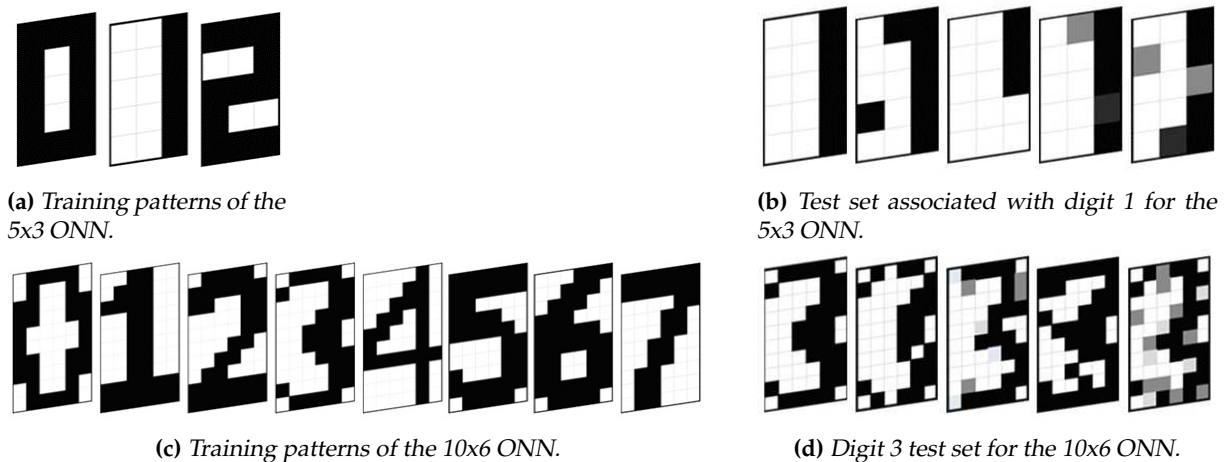 (a) Training patterns of the
5x3 ONN.
(b) Test set associated with digit 1 for the
5x3 ONN.
(c) Training patterns of the 10x6 ONN.
(d) Digit 3 test set for the 10x6 ONN.